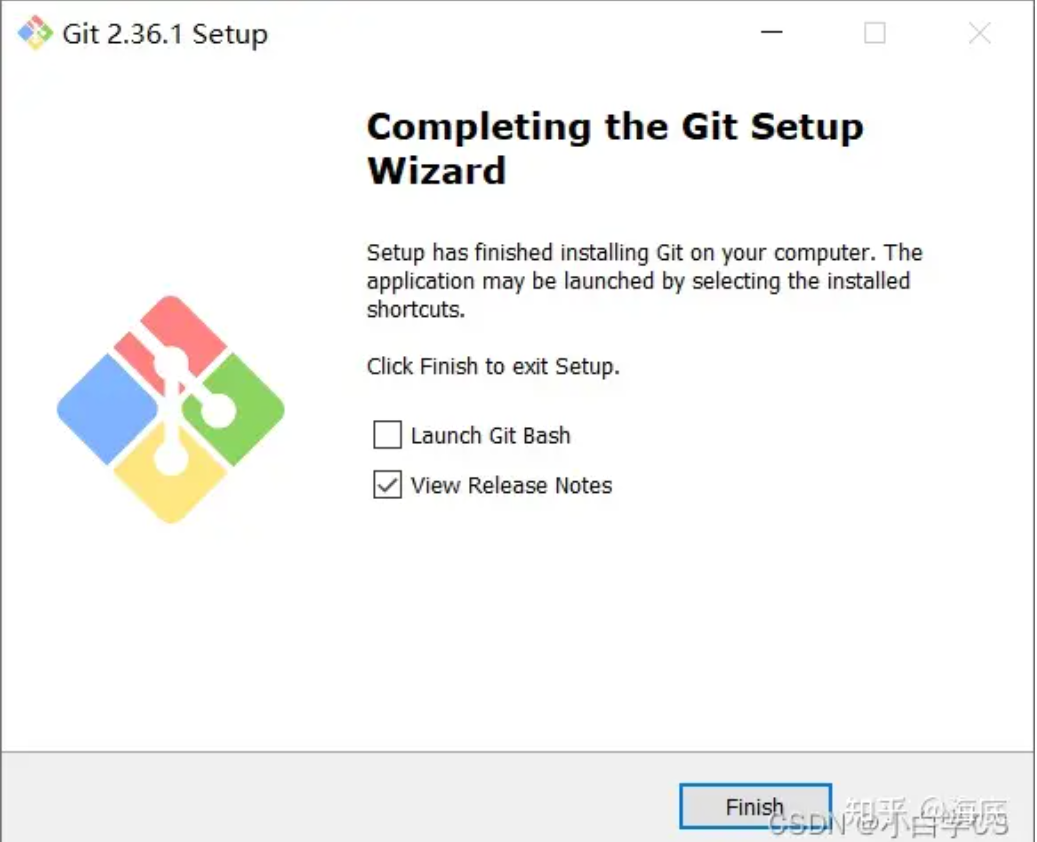 Git 2.36.1 Setup
Completing the Git Setup
Wizard
Setup has finished installing Git on your computer. The
application may be launched by selecting the installed
shortcuts.
Click Finish to exit Setup.
Launch Git Bash
View Release Notes
Finish
知乎 @海底
CSDN @小白学CS